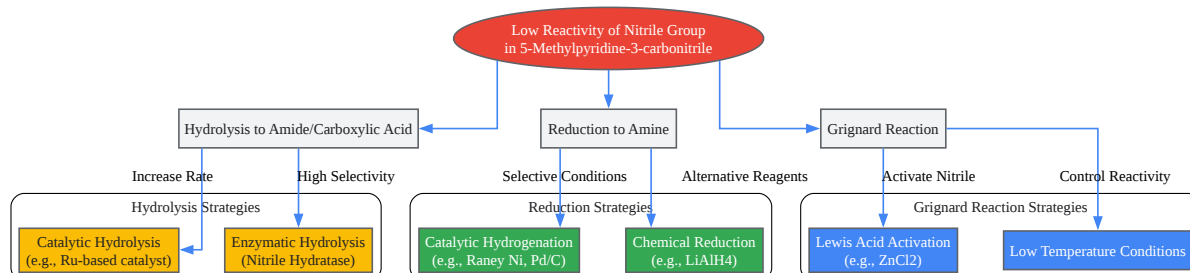 Low Reactivity of Nitrile Group
in 5-Methylpyridine-3-carbonitrile
Hydrolysis to Amide/Carboxylic Acid
Reduction to Amine
Grignard Reaction
Increase Rate
High Selectivity
Selective Conditions
Alternative Reagents
Activate Nitrile
Control Reactivity
Hydrolysis Strategies
Reduction Strategies
Grignard Reaction Strategies
Catalytic Hydrolysis
(e.g., Ru-based catalyst)
Enzymatic Hydrolysis
(Nitrile Hydratase)
Catalytic Hydrogenation
(e.g., Raney Ni, Pd/C)
Chemical Reduction
(e.g., LiAlH4)
Lewis Acid Activation
(e.g., ZnCl2)
Low Temperature Conditions